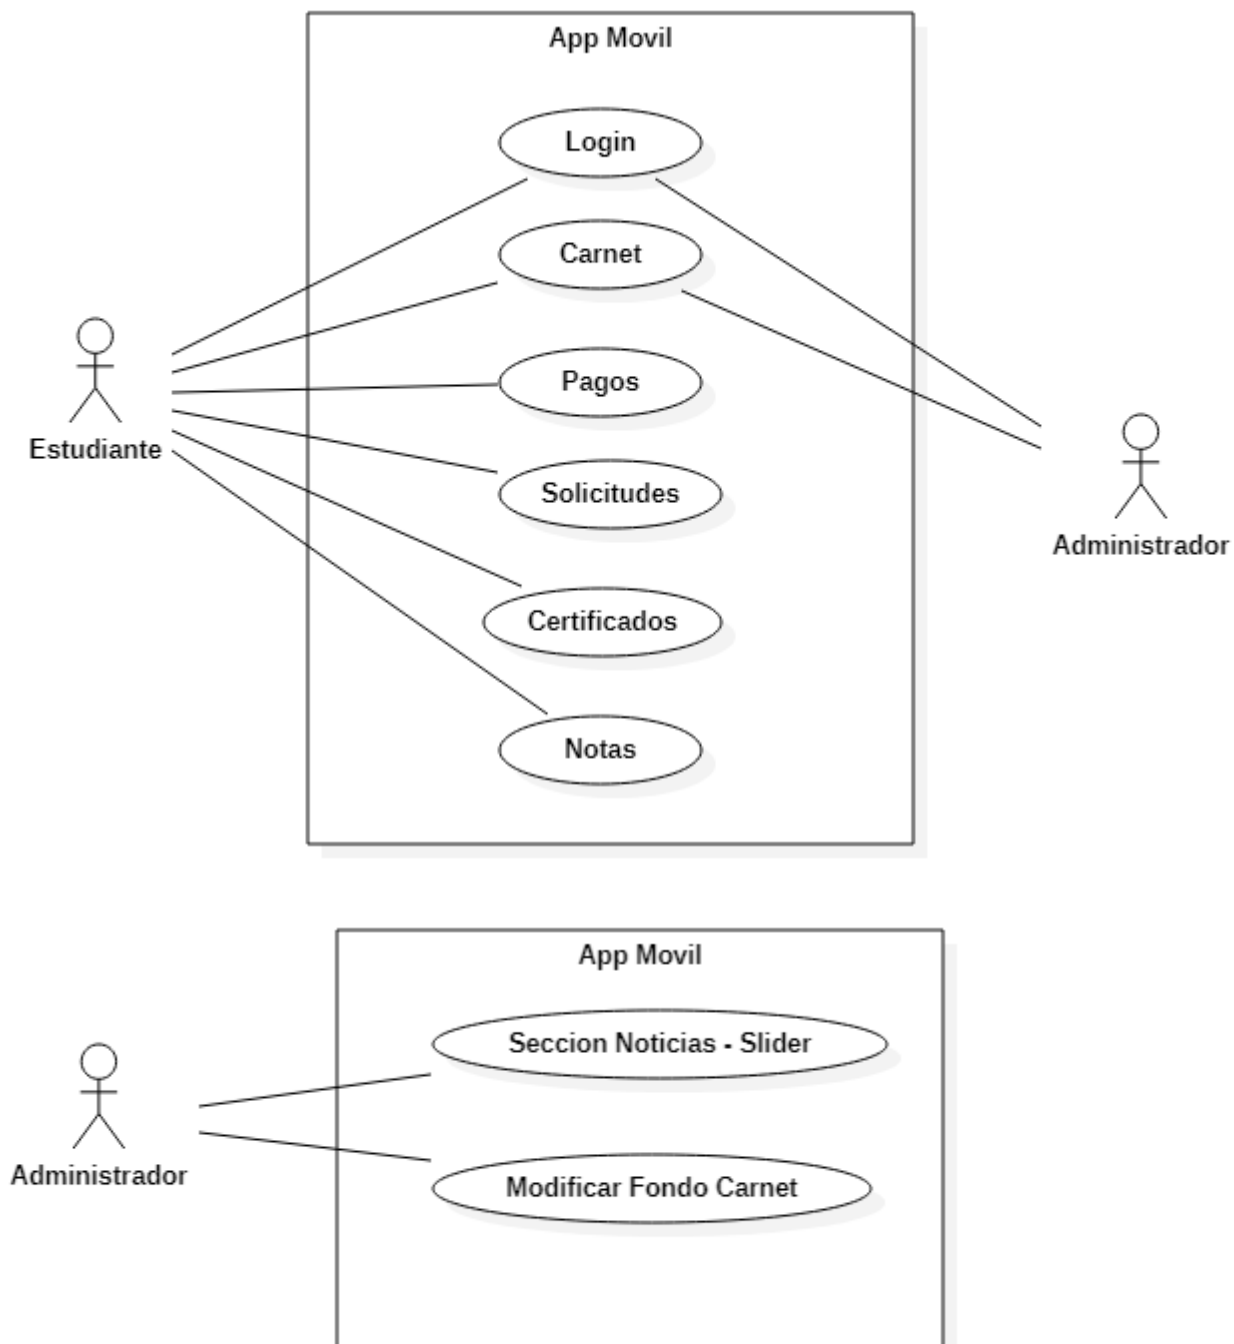 App Movil
Login
Carnet
Pagos
Estudiante
Solicitudes
Administrador
Certificados
Notas
App Movil
Seccion Noticias - Slider
Administrador
Modificar Fondo Carnet